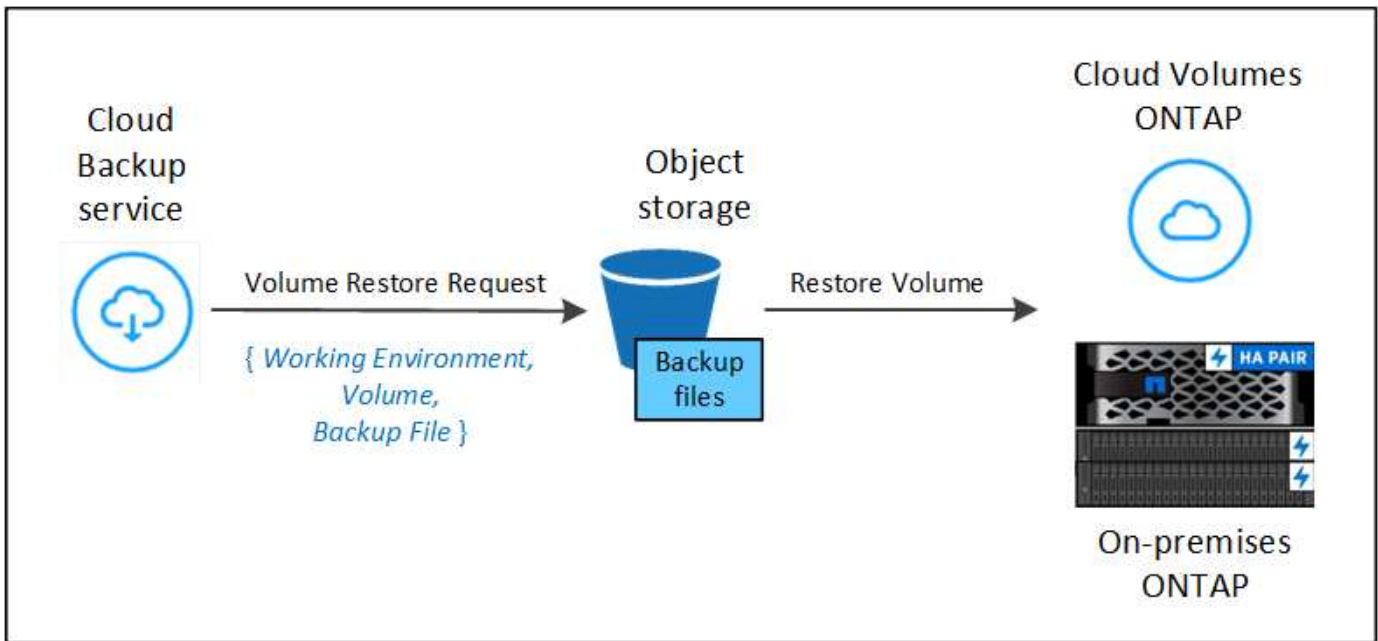 Cloud
Backup
service
Volume Restore Request
{ Working Environment,
Volume,
Backup File }
Object
storage
Backup
files
Restore Volume
Cloud Volumes
ONTAP
HA PAIR
On-premises
ONTAP